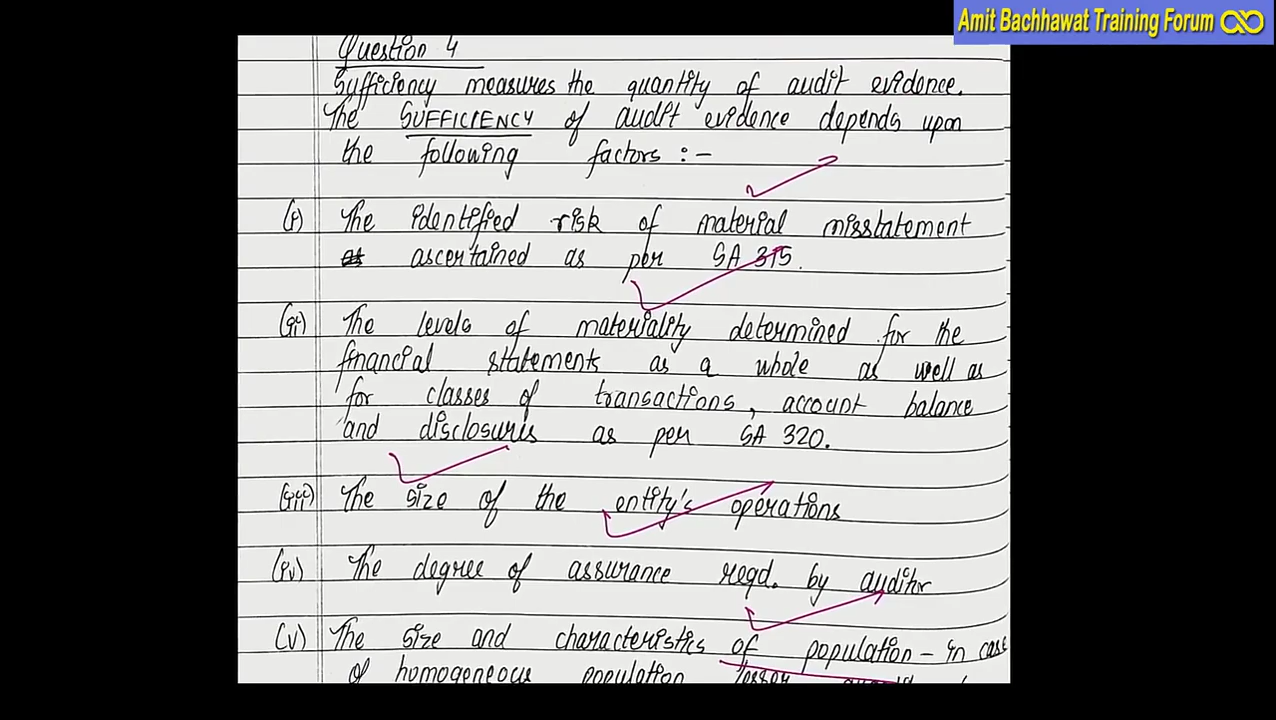 Amit Bachhawat Training Forum
Question 4
Sufficiency measures the quantity of audit evidence.
The SUFFICIENCY of audit evidence depends upon
the following factors :-
(i) The identified risk of material misstatement
ascertained as per SA 315.
(ii) The levels of materiality determined for the
financial statements as a whole as well as
for classes of transactions, account balance
and disclosures as per SA 320.
(iii) The size of the entity's operations
(iv) The degree of assurance reqd. by auditor
(v) The size and characteristics of population - in case
of homogeneous population lesser